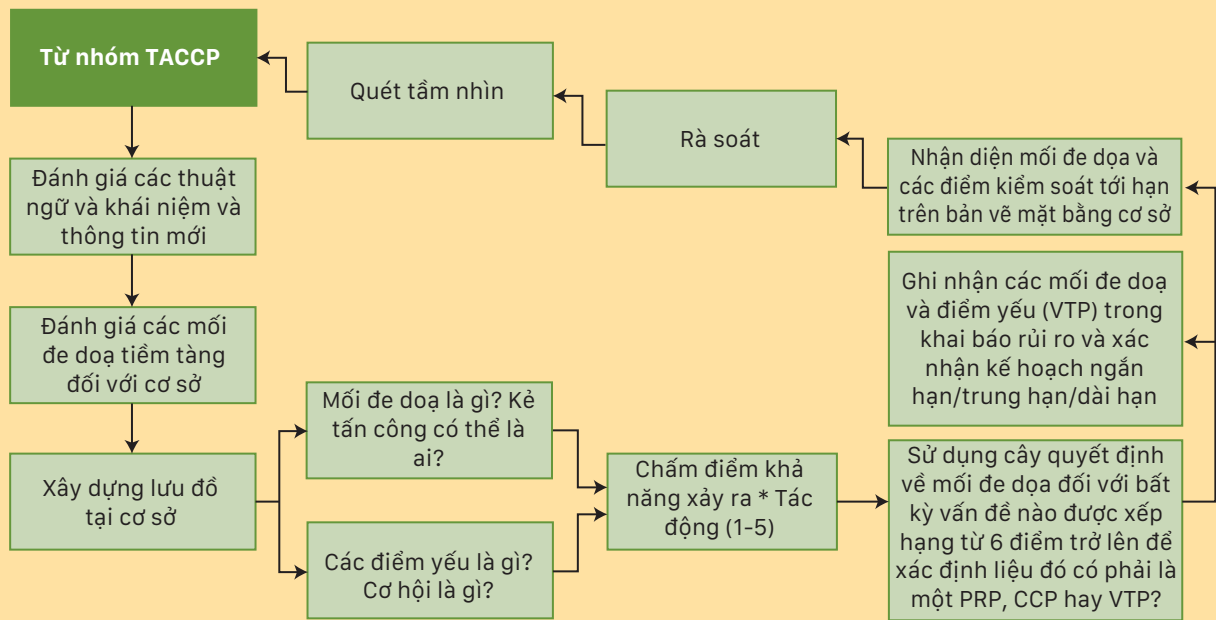 Từ nhóm TACCP
Đánh giá các thuật
ngữ và khái niệm và
thông tin mới
Đánh giá các mối
đe doạ tiềm tàng
đối với cơ sở
Xây dựng lưu đồ
tại cơ sở
Mối đe doạ là gì? Kẻ
tấn công có thể là
ai?
Các điểm yếu là gì?
Cơ hội là gì?
Chấm điểm khả
năng xảy ra * Tác
động (1-5)
Sử dụng cây quyết định
về mối đe dọa đối với bất
kỳ vấn đề nào được xếp
hạng từ 6 điểm trở lên để
xác định liệu đó có phải là
một PRP, CCP hay VTP?
Ghi nhận các mối đe doạ
và điểm yếu (VTP) trong
khai báo rủi ro và xác
nhận kế hoạch ngắn
hạn/trung hạn/dài hạn
Nhận diện mối đe dọa và
các điểm kiểm soát tới hạn
trên bản vẽ mặt bằng cơ sở
Rà soát
Quét tầm nhìn